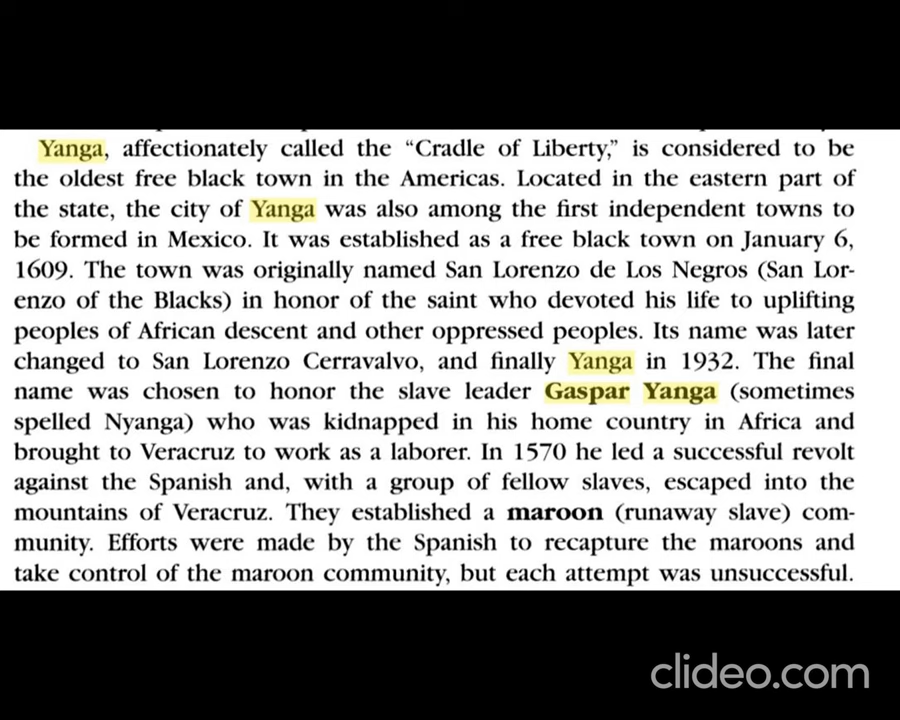 Yanga, affectionately called the “Cradle of Liberty,” is considered to be
the oldest free black town in the Americas. Located in the eastern part of
the state, the city of Yanga was also among the first independent towns to
be formed in Mexico. It was established as a free black town on January 6,
1609. The town was originally named San Lorenzo de Los Negros (San Lor-
enzo of the Blacks) in honor of the saint who devoted his life to uplifting
peoples of African descent and other oppressed peoples. Its name was later
changed to San Lorenzo Cerravalvo, and finally Yanga in 1932. The final
name was chosen to honor the slave leader Gaspar Yanga (sometimes
spelled Nyanga) who was kidnapped in his home country in Africa and
brought to Veracruz to work as a laborer. In 1570 he led a successful revolt
against the Spanish and, with a group of fellow slaves, escaped into the
mountains of Veracruz. They established a maroon (runaway slave) com-
munity. Efforts were made by the Spanish to recapture the maroons and
take control of the maroon community, but each attempt was unsuccessful.
clideo.com